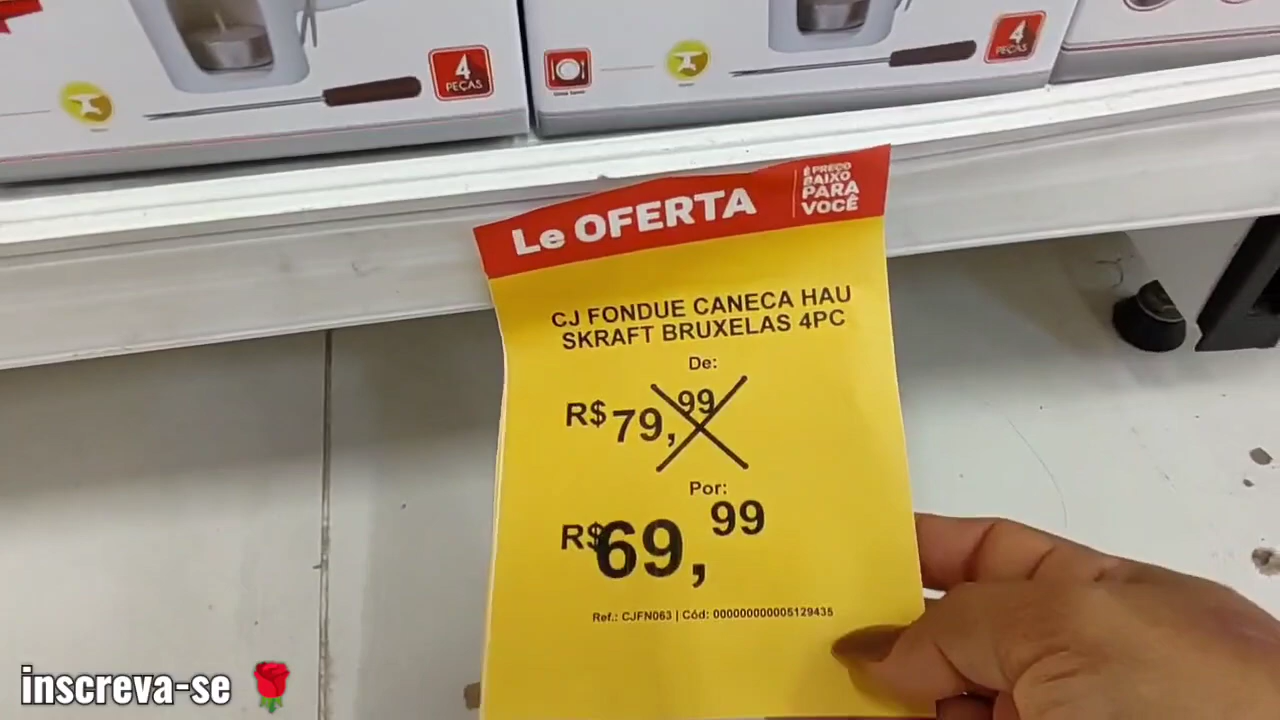 4
PEÇAS
4
PEÇAS
Le OFERTA
É PREÇO
BAIXO
PARA
VOCÊ
CJ FONDUE CANECA HAU
SKRAFT BRUXELAS 4PC
De:
R$ 79,99
Por:
R$ 69,99
Ref.: CJFN063 | Cód: 000000000005129435
inscreva-se